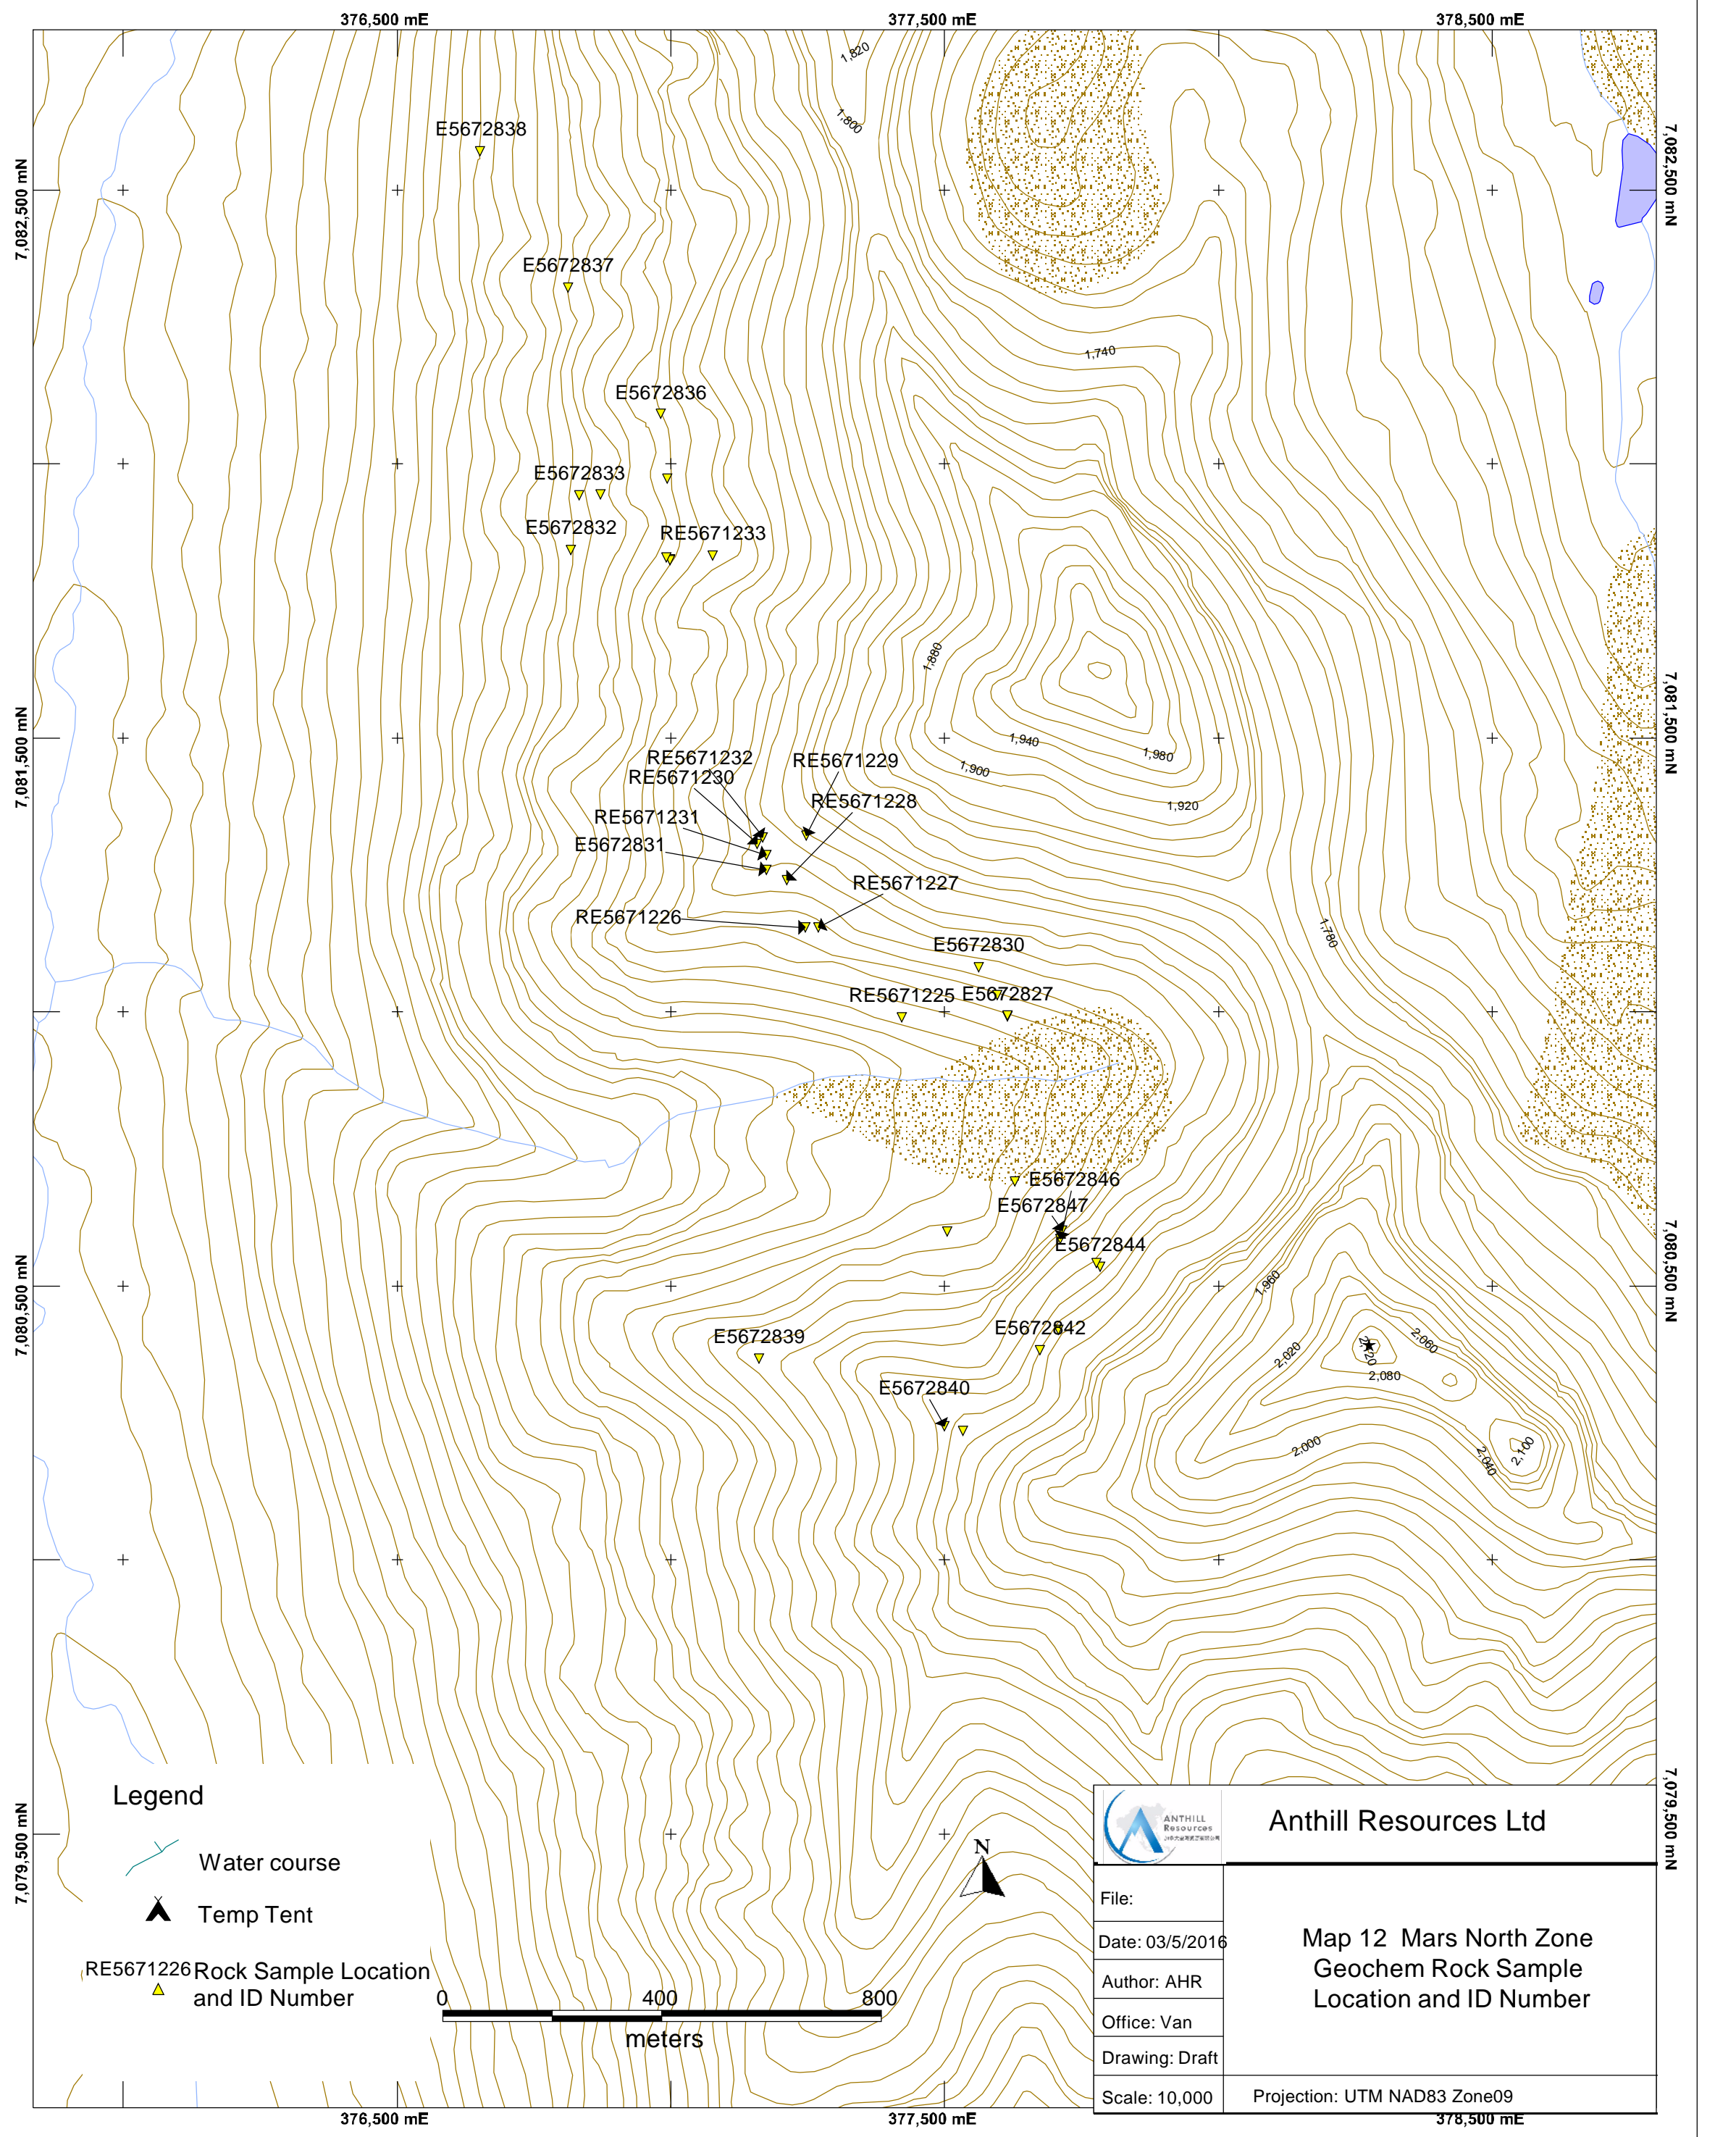 376,500 mE
377,500 mE
378,500 mE
1,820
1,800
E5672838
7,082,500 mN
7,082,500 mN
E5672837
1,740
E5672836
E5672833
E5672832
RE5671233
1,880
7,081,500 mN
7,081,500 mN
1,940
1,980
1,900
1,920
RE5671232
RE5671229
RE5671230
RE5671228
RE5671231
E5672831
RE5671227
RE5671226
1,780
E5672830
RE5671225
E5672827
E5672846
E5672847
E5672844
7,080,500 mN
7,080,500 mN
1,960
E5672839
E5672842
2,020
2,060
2,080
E5672840
2,000
2,040
2,100
7,079,500 mN
7,079,500 mN
Legend
Water course
Temp Tent
RE5671226 Rock Sample Location
and ID Number
0 400 800
meters
N
ANTHILL
Resources
Anthill Resources Ltd
File:
Date: 03/5/2016
Author: AHR
Office: Van
Drawing: Draft
Scale: 10,000
Map 12 Mars North Zone
Geochem Rock Sample
Location and ID Number
Projection: UTM NAD83 Zone09
376,500 mE
377,500 mE
378,500 mE